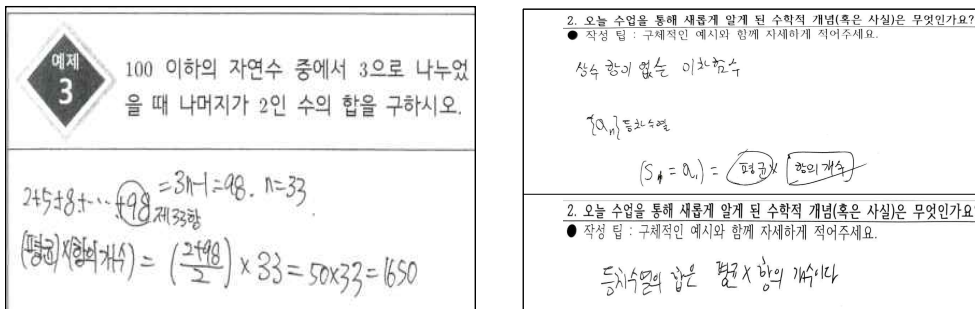 예제
3
100 이하의 자연수 중에서 3으로 나누었
을 때 나머지가 2인 수의 합을 구하시오.
2+5+8+…+98 =3n-1=98. n=33
제33항
(평균)×(항의 개수) = (2+98/2) × 33 = 50×33 = 1650
2. 오늘 수업을 통해 새롭게 알게 된 수학적 개념(혹은 사실)은 무엇인가요?
● 작성 팁 : 구체적인 예시와 함께 자세하게 적어주세요.
상수항이 없는 이차함수
{aₙ} 등차수열
= 평균 × 항의 개수
2. 오늘 수업을 통해 새롭게 알게 된 수학적 개념(혹은 사실)은 무엇인가요
● 작성 팁 : 구체적인 예시와 함께 자세하게 적어주세요.
등차수열의 합은 평균 × 항의 개수이다